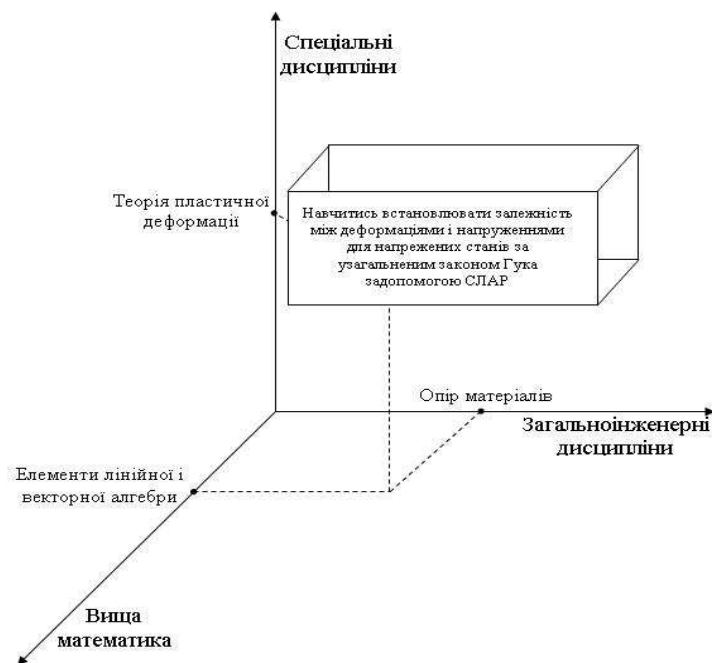 Спеціальні
дисципліни
Теорія пластичної
деформації
Навчитись встановлювати залежність
між деформаціями і напруженнями
для напрежених станів за
узагальненим законом Гука
задопомогою СЛАР
Опір матеріалів
Загальноінженерні
дисципліни
Елементи лінійної і
векторної алгебри
Вища
математика